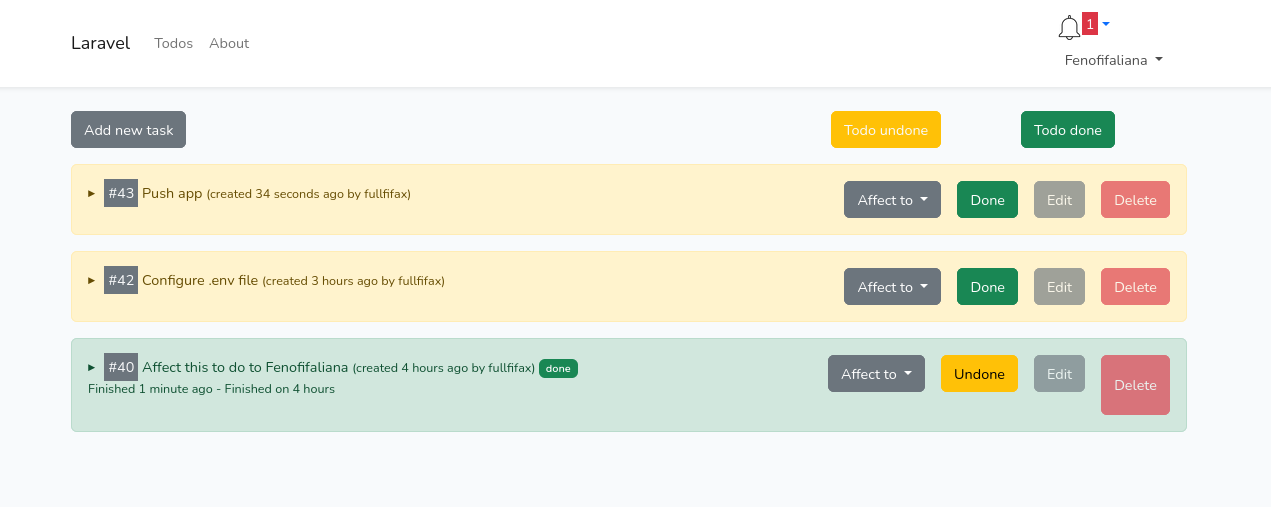 Laravel Todos About 1
Fenofifaliana
Add new task Todo undone Todo done
#43 Push app (created 34 seconds ago by fullfifax) Affect to Done Edit Delete
#42 Configure .env file (created 3 hours ago by fullfifax) Affect to Done Edit Delete
#40 Affect this to do to Fenofifaliana (created 4 hours ago by fullfifax) done Affect to Undone Edit Delete
Finished 1 minute ago - Finished on 4 hours